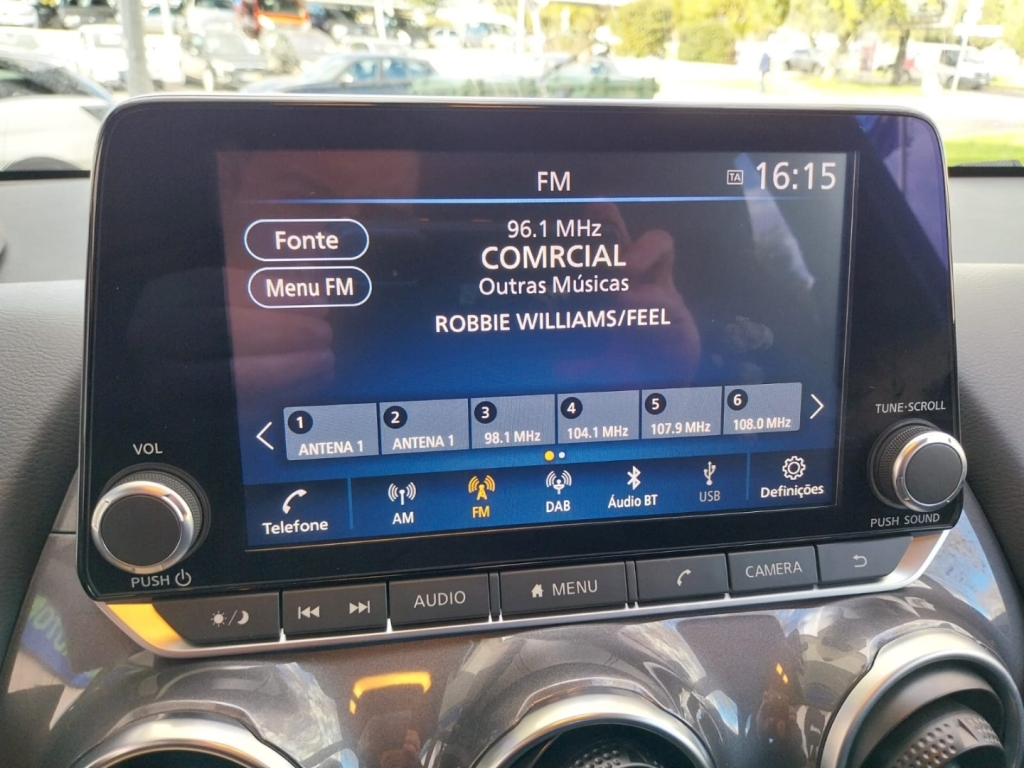 FM
TA 16:15
Fonte
Menu FM
96.1 MHz
COMRCIAL
Outras Músicas
ROBBIE WILLIAMS/FEEL
1 ANTENA 1
2 ANTENA 1
3 98.1 MHz
4 104.1 MHz
5 107.9 MHz
6 108.0 MHz
Telefone
AM
FM
DAB
Áudio BT
USB
Definições
VOL
PUSH
TUNE·SCROLL
PUSH SOUND
AUDIO
MENU
CAMERA